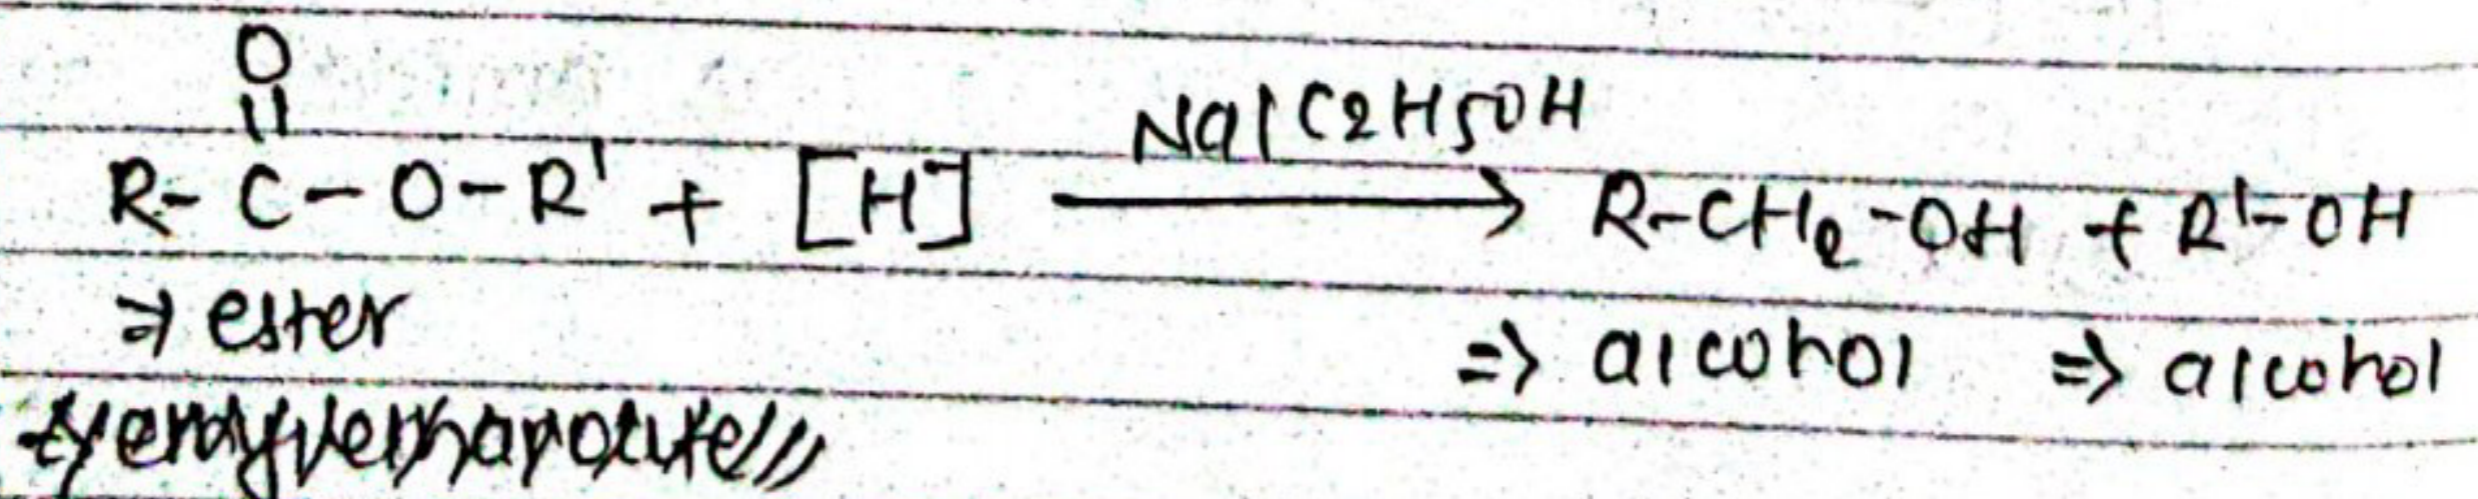 O
||
R-C-O-R' + [H] Na|C2H5OH → R-CH2-OH + R'-OH
⇒ ester ⇒ alcohol ⇒ alcohol